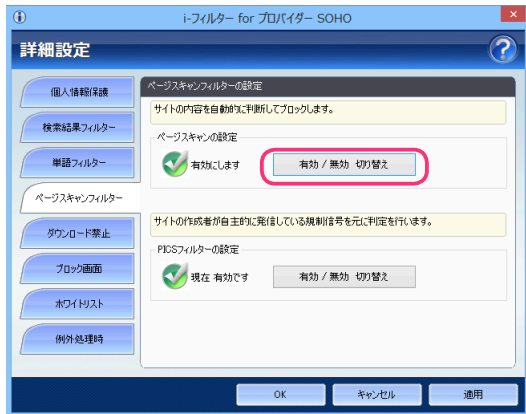 i-フィルター for プロバイダー SOHO
×
詳細設定
?
個人情報保護
検索結果フィルター
単語フィルター
ページスキャンフィルター
ダウンロード禁止
ブロック画面
ホワイトリスト
例外処理時
ページスキャンフィルターの設定
サイトの内容を自動的に判断してブロックします。
ページスキャンの設定
有効にします
有効 / 無効 切り替え
サイトの作成者が自主的に発信している規制信号を元に判定を行います。
PICSフィルターの設定
現在 有効です
有効 / 無効 切り替え
OK
キャンセル
適用